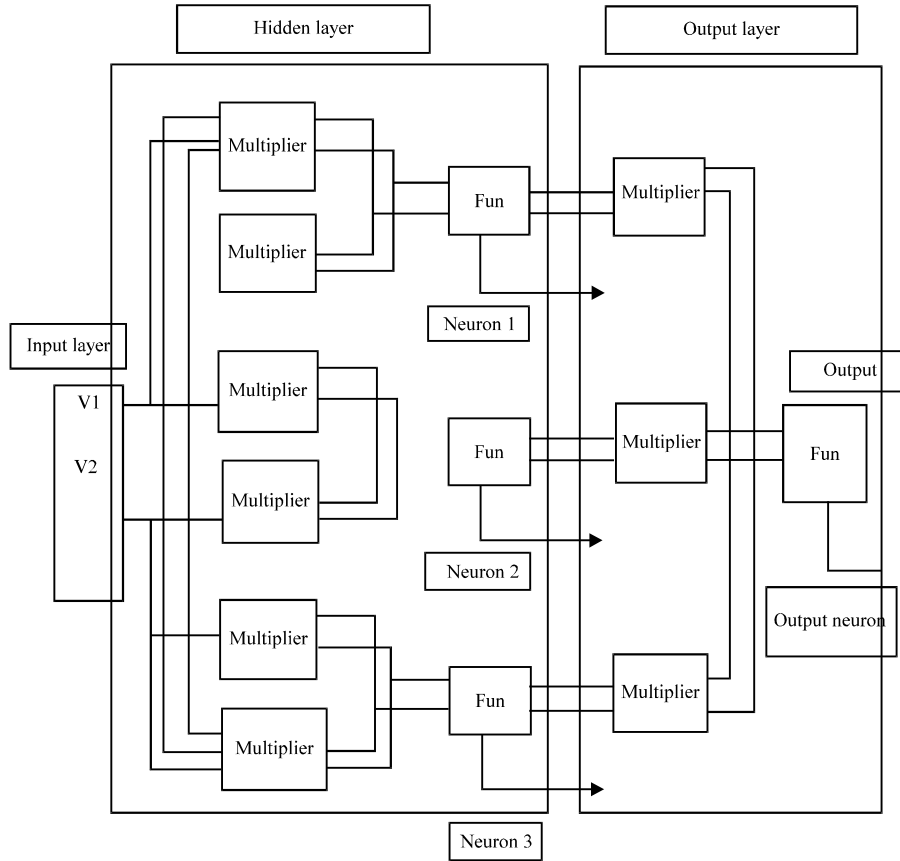 Hidden layer
Output layer
Multiplier
Multiplier
Fun
Multiplier
Neuron 1
Input layer
V1
V2
Multiplier
Multiplier
Fun
Multiplier
Fun
Output
Neuron 2
Output neuron
Multiplier
Multiplier
Fun
Multiplier
Neuron 3